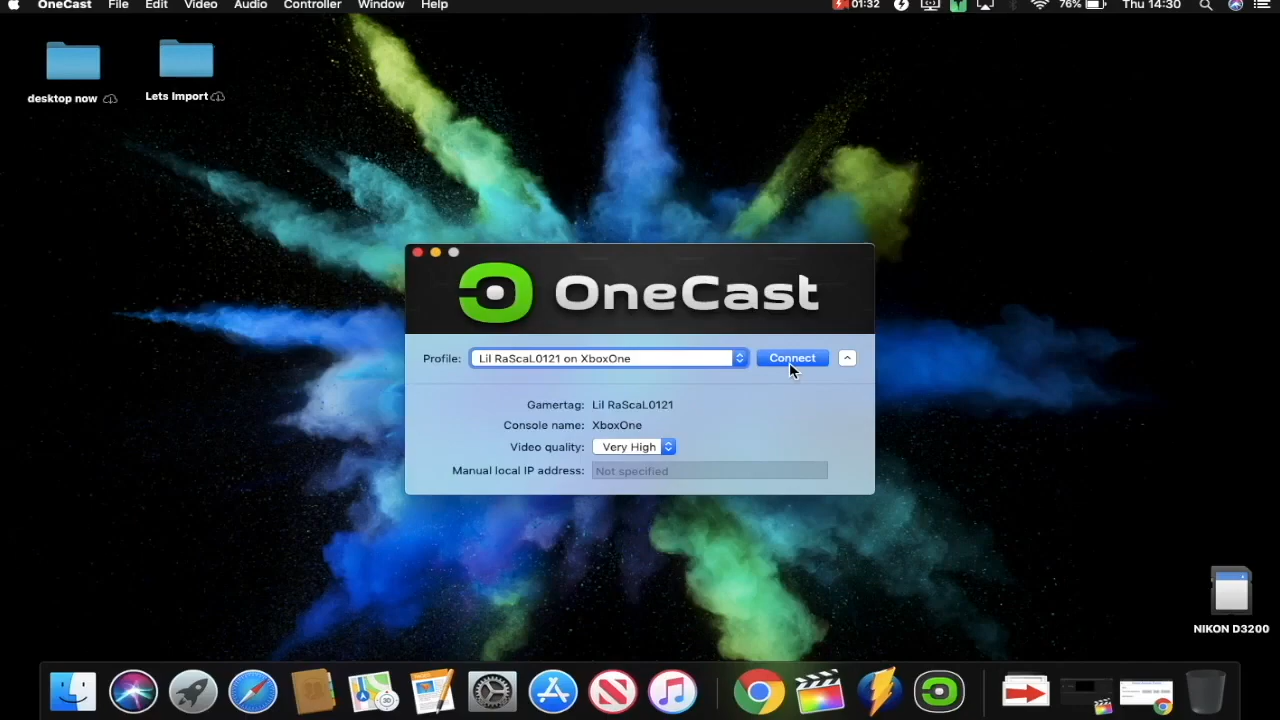 OneCast File Edit Video Audio Controller Window Help 01:32 76% Thu 14:30
desktop now
Lets Import
OneCast
Profile: Lil RaScaL0121 on XboxOne Connect
Gamertag: Lil RaScaL0121
Console name: XboxOne
Video quality: Very High
Manual local IP address: Not specified
NIKON D3200